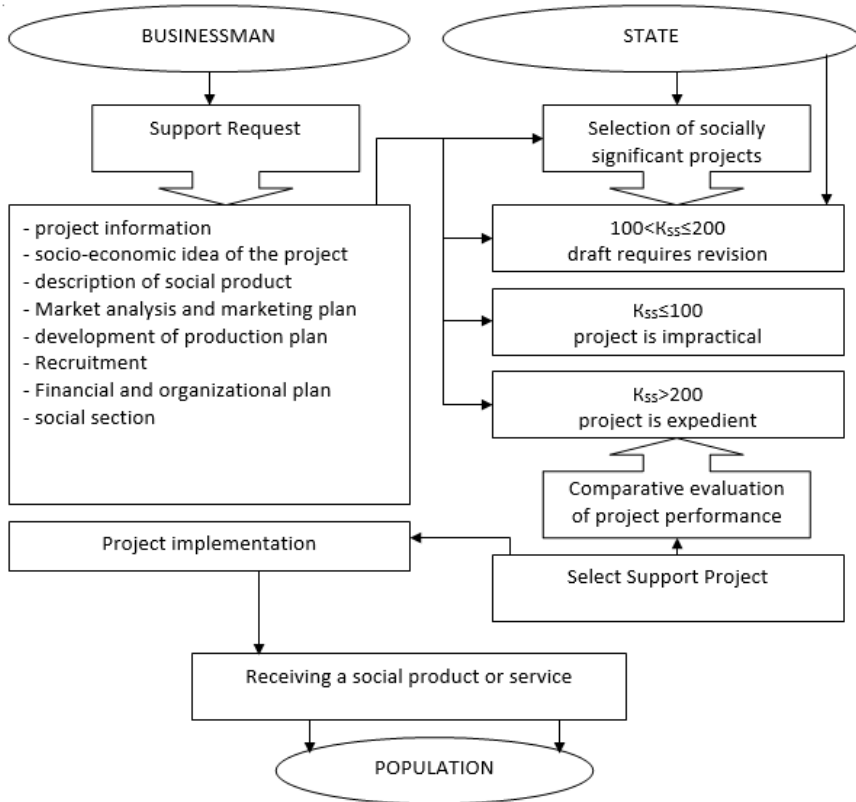 BUSINESSMAN
STATE
Support Request
Selection of socially
significant projects
- project information
- socio-economic idea of the project
- description of social product
- Market analysis and marketing plan
- development of production plan
- Recruitment
- Financial and organizational plan
- social section
100<Kss≤200
draft requires revision
Kss≤100
project is impractical
Kss>200
project is expedient
Comparative evaluation
of project performance
Project implementation
Select Support Project
Receiving a social product or service
POPULATION